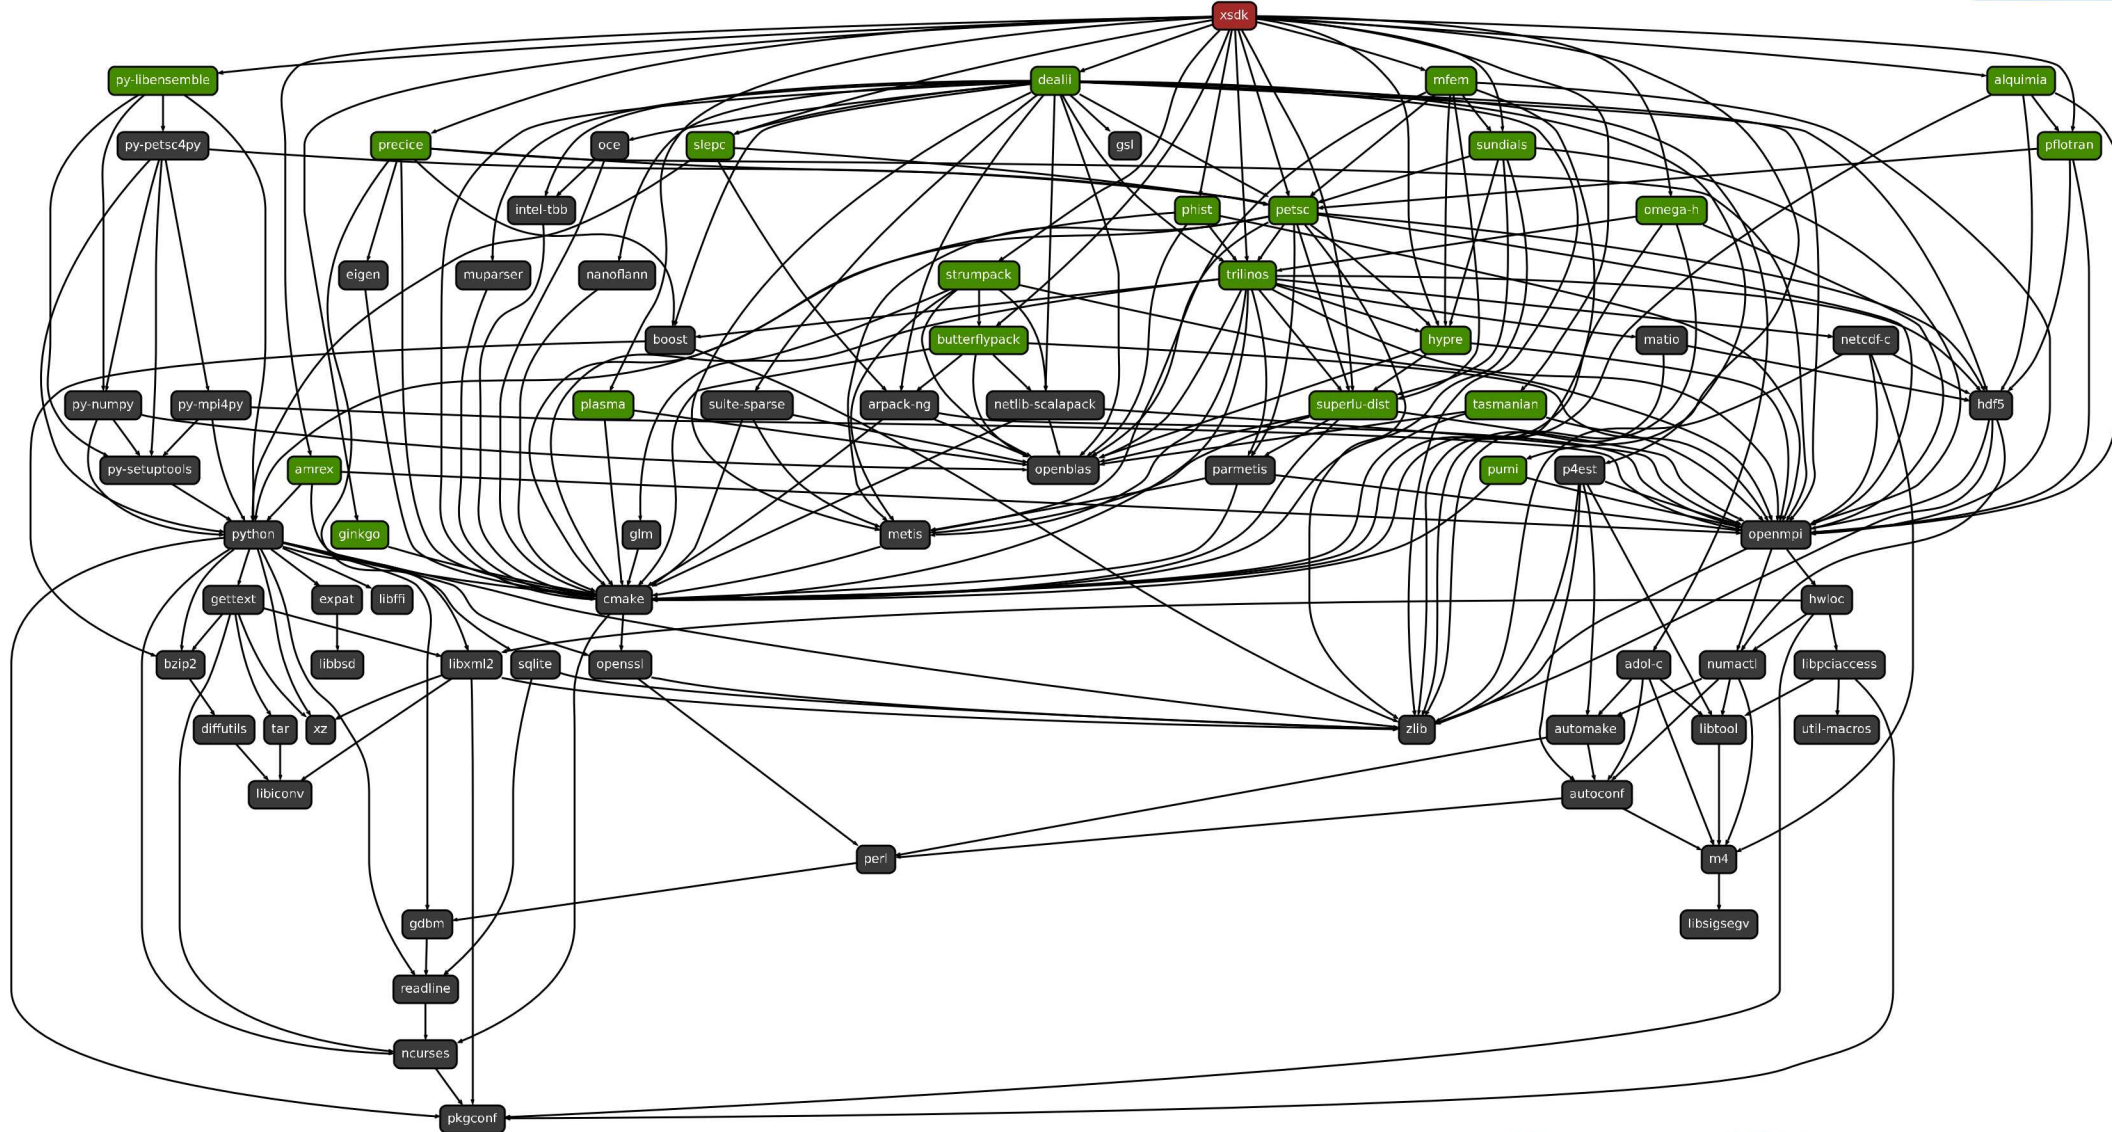 xsdk
py-libensemble
dealii
mfem
alquimia
py-petsc4py
precice
oce
slepc
gsl
sundials
pflotran
intel-tbb
phist
petsc
omega-h
eigen
muparser
nanoflann
strumpack
trilinos
boost
butterflypack
hypre
matio
netcdf-c
py-numpy
py-mpi4py
plasma
suite-sparse
arpack-ng
netlib-scalapack
superlu-dist
tasmanian
hdf5
py-setuptools
amrex
openblas
parmetis
pumi
p4est
python
ginkgo
glm
metis
openmpi
gettext
expat
libffi
cmake
hwloc
bzip2
libbsd
libxml2
sqlite
openssl
adol-c
numactl
libpciaccess
diffutils
tar
xz
zlib
automake
libtool
util-macros
libiconv
autoconf
perl
m4
gdbm
libsigsegv
readline
ncurses
pkgconf